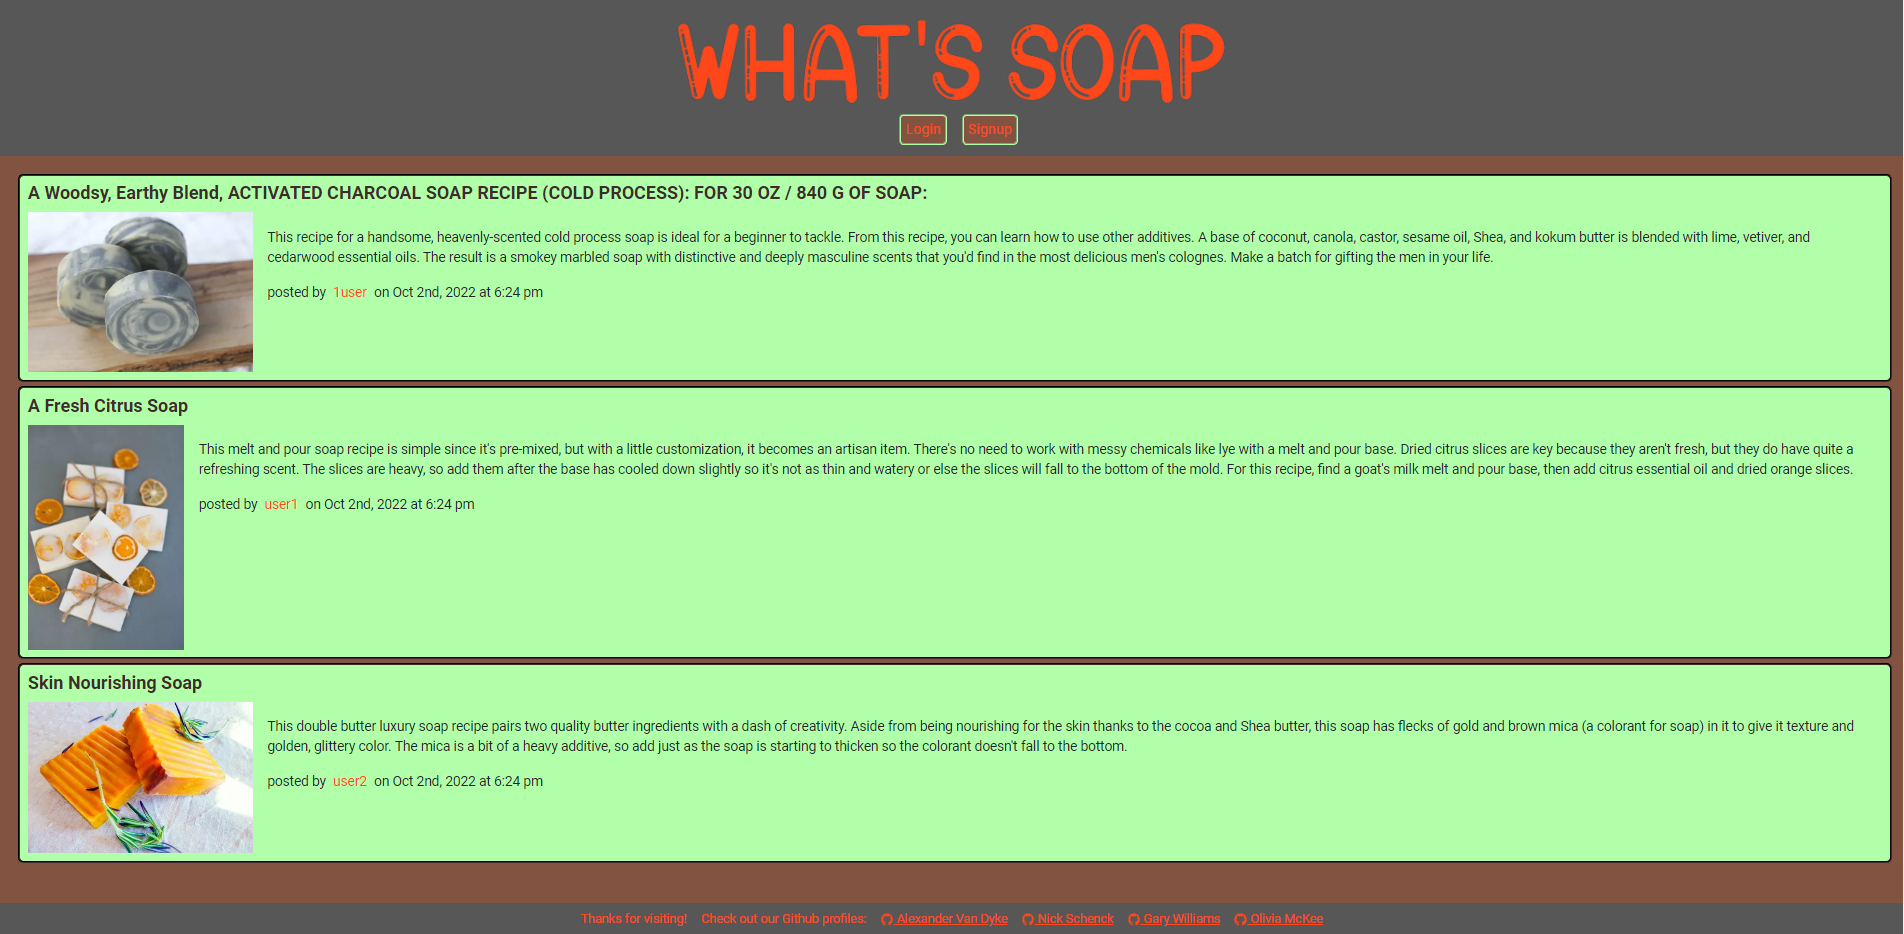 WHAT'S SOAP
Login Signup
A Woodsy, Earthy Blend, ACTIVATED CHARCOAL SOAP RECIPE (COLD PROCESS): FOR 30 OZ / 840 G OF SOAP:
This recipe for a handsome, heavenly-scented cold process soap is ideal for a beginner to tackle. From this recipe, you can learn how to use other additives. A base of coconut, canola, castor, sesame oil, Shea, and kokum butter is blended with lime, vetiver, and
cedarwood essential oils. The result is a smokey marbled soap with distinctive and deeply masculine scents that you'd find in the most delicious men's colognes. Make a batch for gifting the men in your life.
posted by 1user on Oct 2nd, 2022 at 6:24 pm
A Fresh Citrus Soap
This melt and pour soap recipe is simple since it's pre-mixed, but with a little customization, it becomes an artisan item. There's no need to work with messy chemicals like lye with a melt and pour base. Dried citrus slices are key because they aren't fresh, but they do have quite a
refreshing scent. The slices are heavy, so add them after the base has cooled down slightly so it's not as thin and watery or else the slices will fall to the bottom of the mold. For this recipe, find a goat's milk melt and pour base, then add citrus essential oil and dried orange slices.
posted by user1 on Oct 2nd, 2022 at 6:24 pm
Skin Nourishing Soap
This double butter luxury soap recipe pairs two quality butter ingredients with a dash of creativity. Aside from being nourishing for the skin thanks to the cocoa and Shea butter, this soap has flecks of gold and brown mica (a colorant for soap) in it to give it texture and
golden, glittery color. The mica is a bit of a heavy additive, so add just as the soap is starting to thicken so the colorant doesn't fall to the bottom.
posted by user2 on Oct 2nd, 2022 at 6:24 pm
Thanks for visiting! Check out our Github profiles: Alexander Van Dyke Nick Schenck Gary Williams Olivia McKee